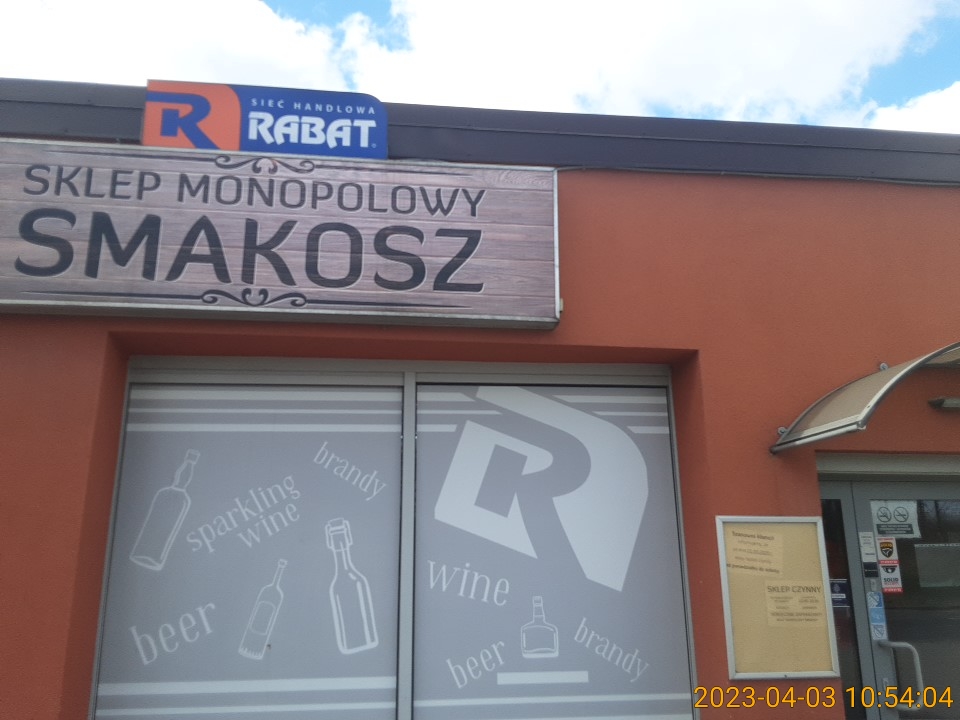 SIEĆ HANDLOWA
RABAT
SKLEP MONOPOLOWY
SMAKOSZ
brandy
sparkling
wine
beer
wine
beer
brandy
SKLEP CZYNNY
2023-04-03 10:54:04